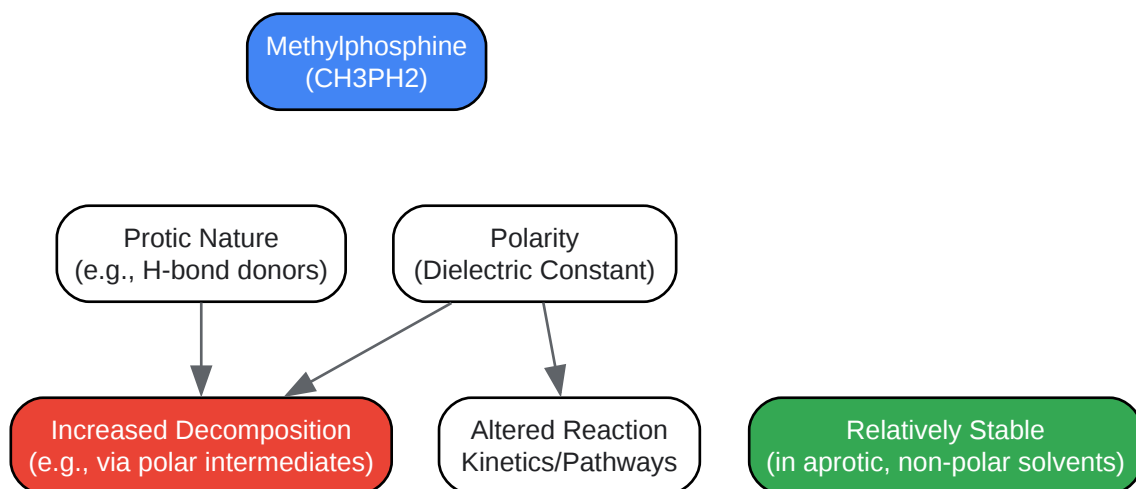 Methylphosphine
(CH3PH2)
Protic Nature
(e.g., H-bond donors)
Polarity
(Dielectric Constant)
Increased Decomposition
(e.g., via polar intermediates)
Altered Reaction
Kinetics/Pathways
Relatively Stable
(in aprotic, non-polar solvents)